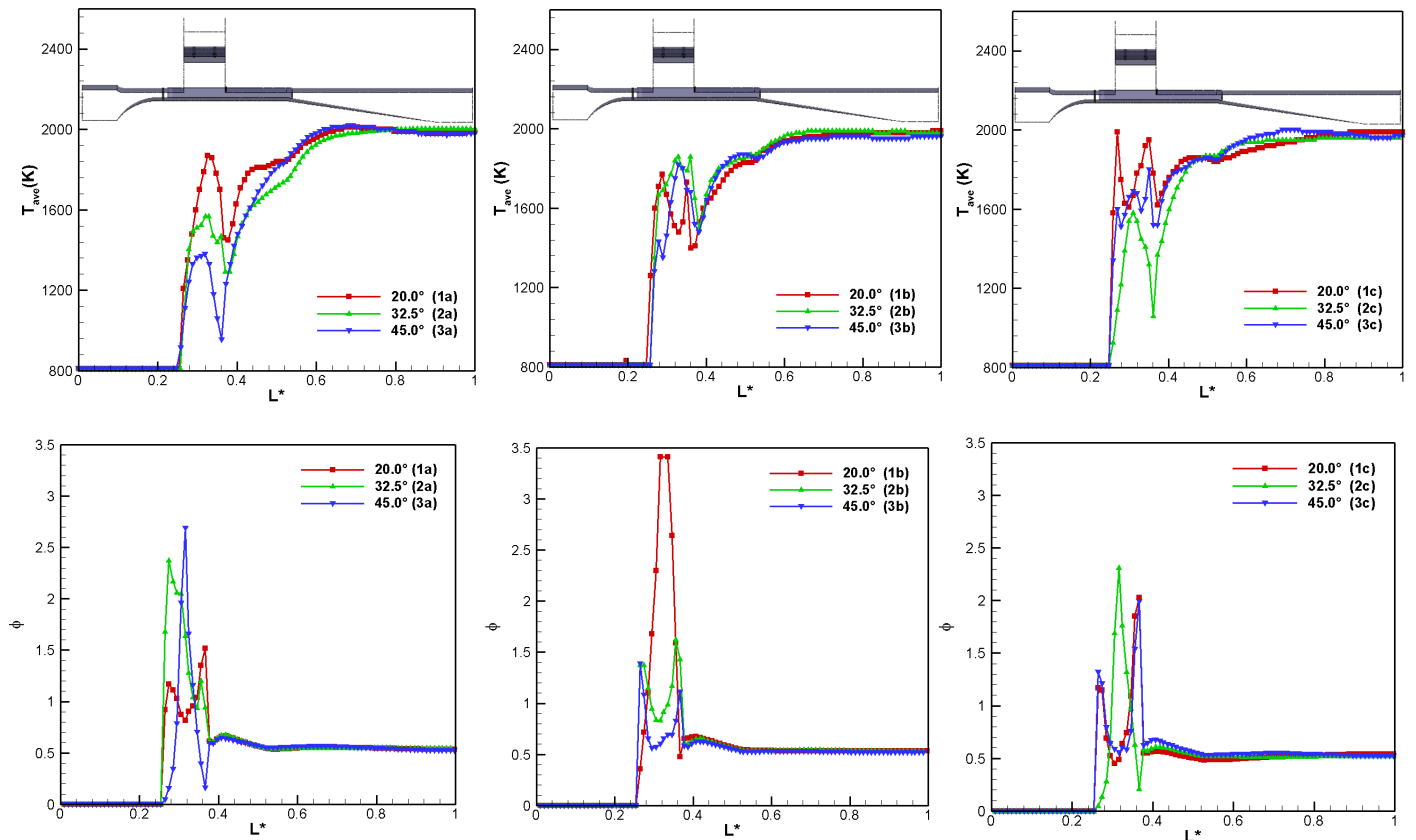 2400
2000
1600
1200
800
T_ave (K)
20.0° (1a)
32.5° (2a)
45.0° (3a)
0 0.2 0.4 0.6 0.8 1
L*
2400
2000
1600
1200
800
T_ave (K)
20.0° (1b)
32.5° (2b)
45.0° (3b)
0 0.2 0.4 0.6 0.8 1
L*
2400
2000
1600
1200
800
T_ave (K)
20.0° (1c)
32.5° (2c)
45.0° (3c)
0 0.2 0.4 0.6 0.8 1
L*
3.5
3
2.5
2
1.5
1
0.5
0
ϕ
20.0° (1a)
32.5° (2a)
45.0° (3a)
0 0.2 0.4 0.6 0.8 1
L*
3.5
3
2.5
2
1.5
1
0.5
0
ϕ
20.0° (1b)
32.5° (2b)
45.0° (3b)
0 0.2 0.4 0.6 0.8 1
L*
3.5
3
2.5
2
1.5
1
0.5
0
ϕ
20.0° (1c)
32.5° (2c)
45.0° (3c)
0 0.2 0.4 0.6 0.8 1
L*